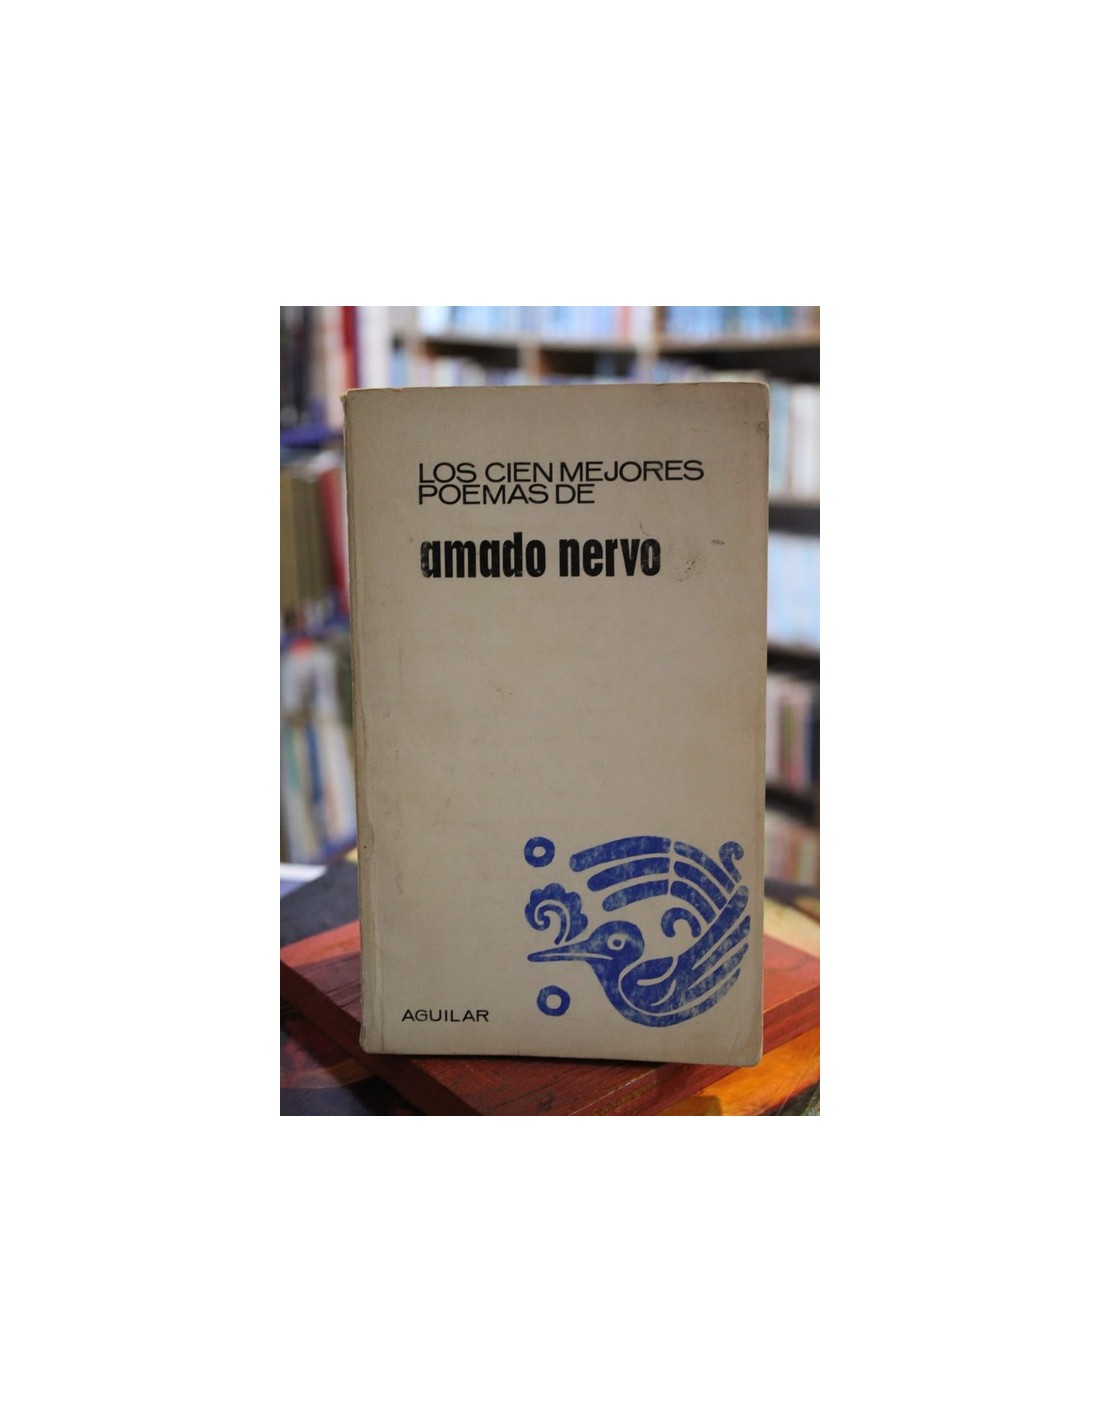 LOS CIEN MEJORES
POEMAS DE
amado nervo
AGUILAR